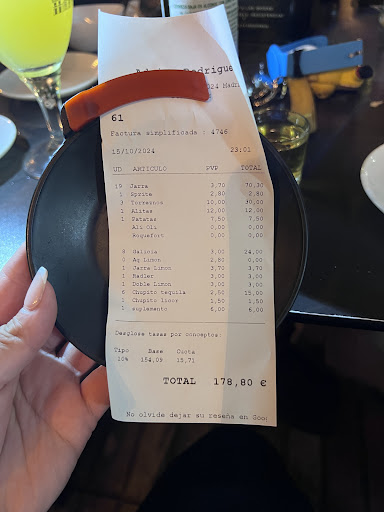 Rodrigue
024 Madri
61
Factura simplificada : 4746
15/10/2024 23:01
UD ARTICULO PVP TOTAL
19 Jarra 3,70 70,30
1 Sprite 2,80 2,80
3 Torreznos 10,00 30,00
1 Alitas 12,00 12,00
1 Patatas 7,50 7,50
Ali Oli 0,00 0,00
Roquefort 0,00 0,00
8 Galicia 3,00 24,00
0 Ag Limon 2,80 0,00
1 Jarra Limon 3,70 3,70
1 Radler 3,00 3,00
1 Doble Limon 3,00 3,00
6 Chupito tequila 2,50 15,00
1 Chupito licor 1,50 1,50
1 suplemento 6,00 6,00
Desglose tasas por conceptos:
Tipo Base Cuota
10% 154,09 15,71
TOTAL 178,80 €
No olvide dejar su reseña en Goog